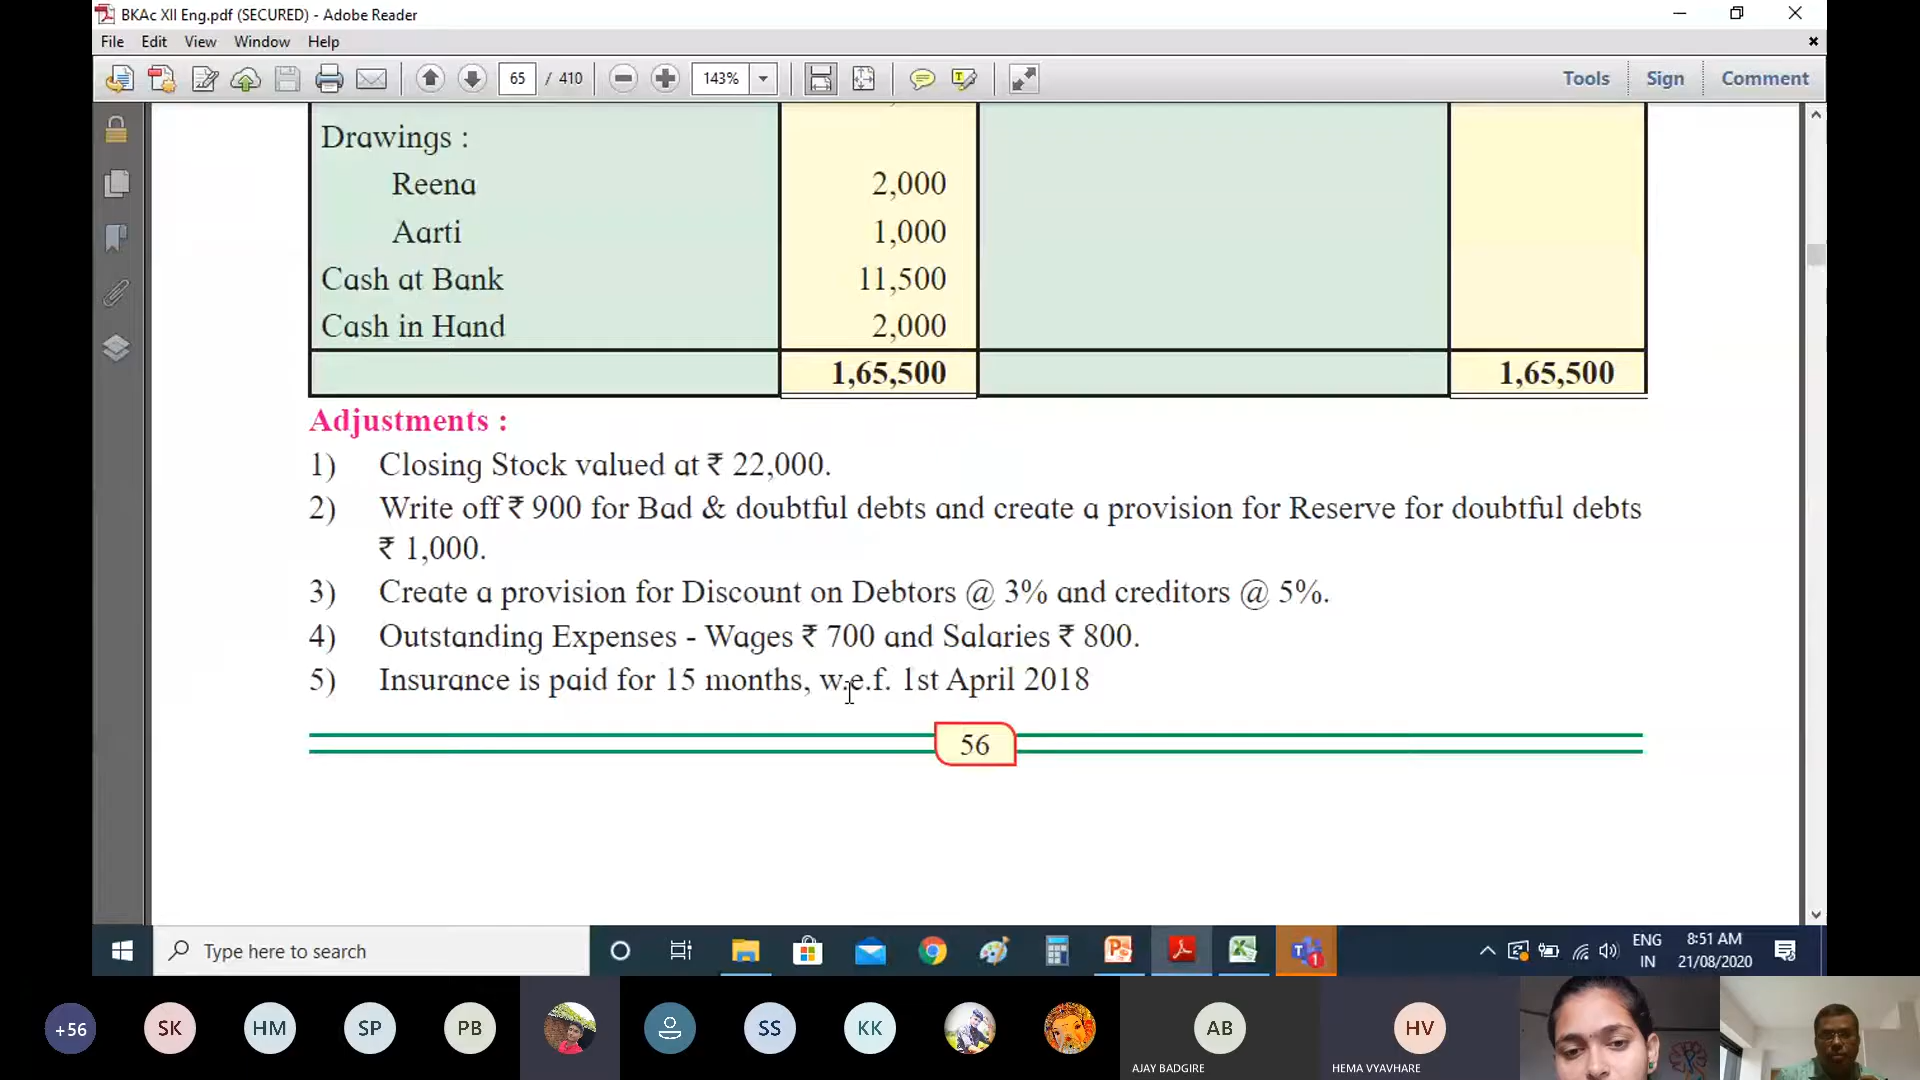 BKAc XII Eng.pdf (SECURED) - Adobe Reader
File Edit View Window Help
65 / 410 143% Tools Sign Comment
Drawings :
Reena 2,000
Aarti 1,000
Cash at Bank 11,500
Cash in Hand 2,000
1,65,500 1,65,500
Adjustments :
1) Closing Stock valued at ₹ 22,000.
2) Write off ₹ 900 for Bad & doubtful debts and create a provision for Reserve for doubtful debts
₹ 1,000.
3) Create a provision for Discount on Debtors @ 3% and creditors @ 5%.
4) Outstanding Expenses - Wages ₹ 700 and Salaries ₹ 800.
5) Insurance is paid for 15 months, w.e.f. 1st April 2018
56
Type here to search
ENG 8:51 AM
IN 21/08/2020
+56 SK HM SP PB SS KK AB HV
AJAY BADGIRE HEMA VYAVHARE